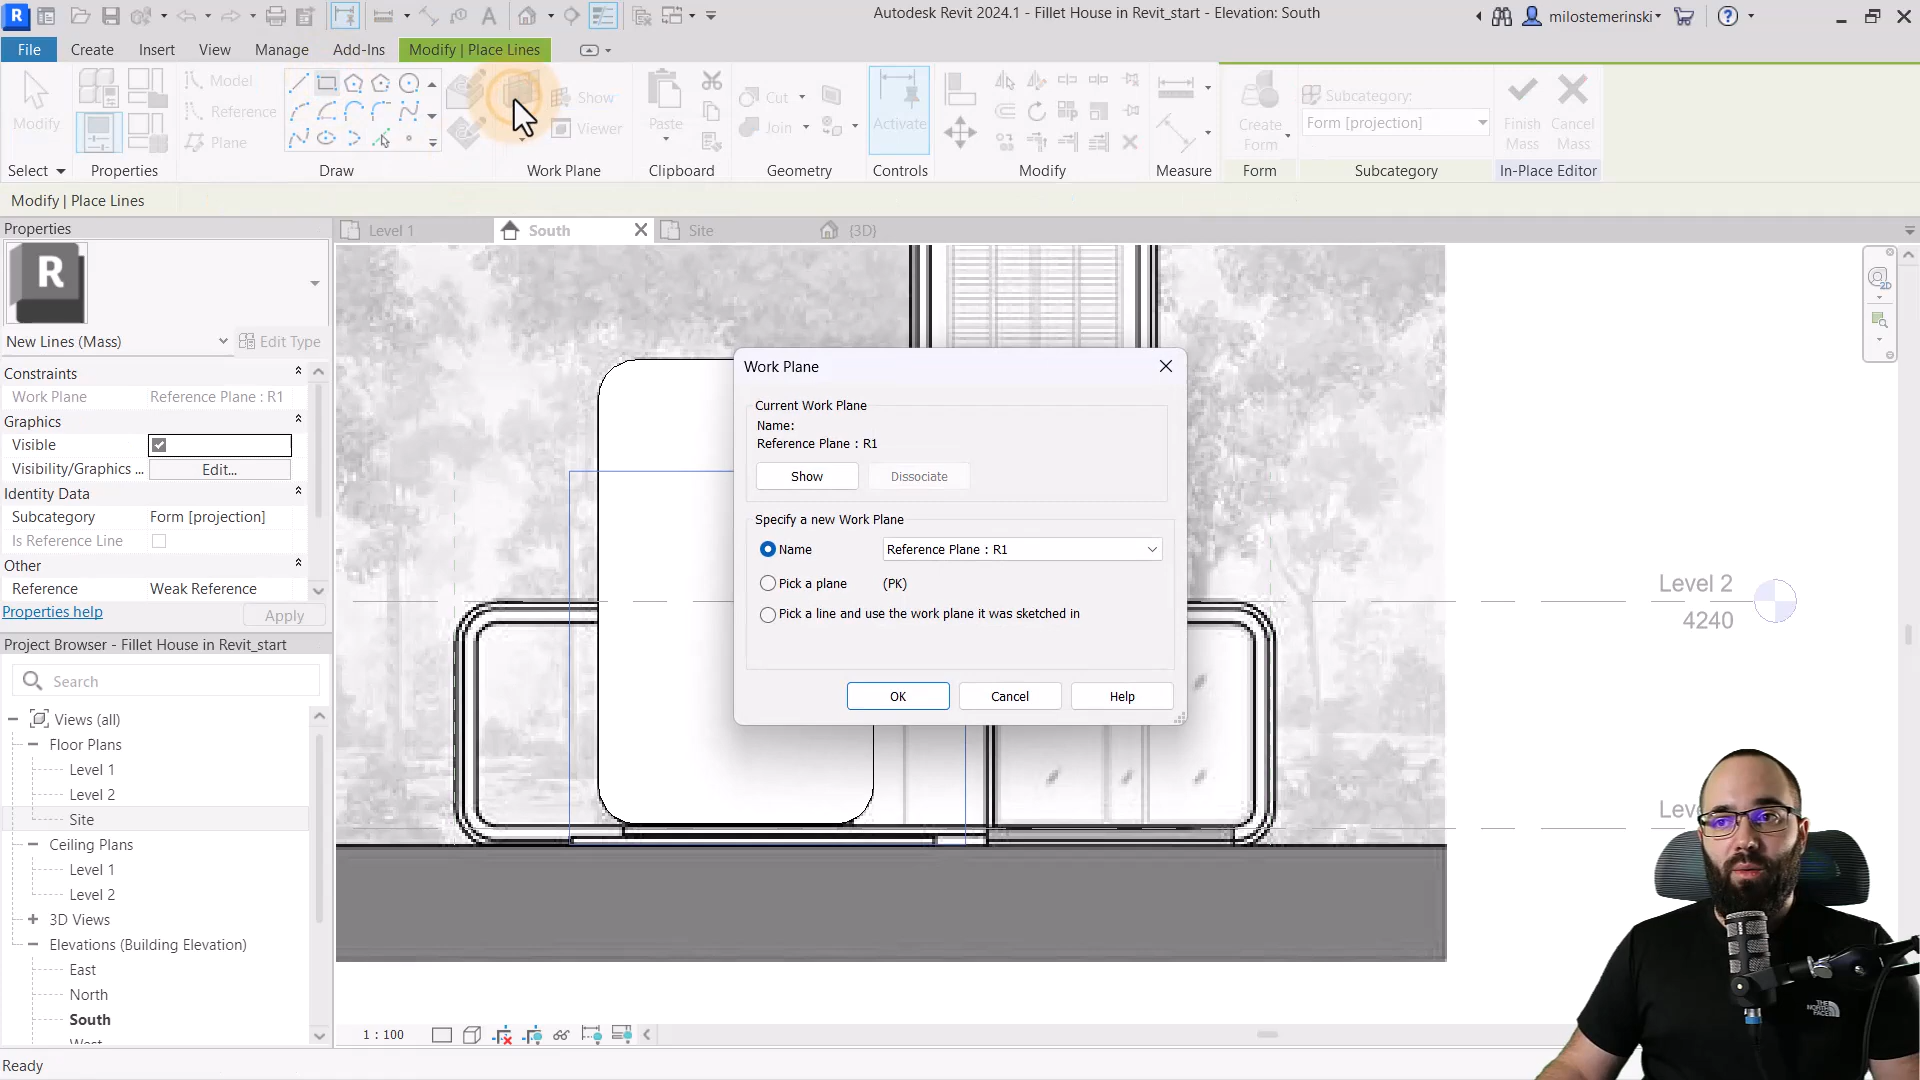 Autodesk Revit 2024.1 - Fillet House in Revit_start - Elevation: South
milostemerinski
File
Create
Insert
View
Manage
Add-Ins
Modify | Place Lines
Modify
Model
Reference
Plane
Show
Viewer
Paste
Cut
Join
Activate
Create
Form
Subcategory:
Form [projection]
Finish
Mass
Cancel
Mass
Select
Properties
Draw
Work Plane
Clipboard
Geometry
Controls
Modify
Measure
Form
Subcategory
In-Place Editor
Modify | Place Lines
Properties
R
New Lines (Mass)
Edit Type
Constraints
Work Plane Reference Plane : R1
Graphics
Visible
Visibility/Graphics ... Edit...
Identity Data
Subcategory Form [projection]
Is Reference Line
Other
Reference Weak Reference
Properties help
Apply
Project Browser - Fillet House in Revit_start
Search
Views (all)
Floor Plans
Level 1
Level 2
Site
Ceiling Plans
Level 1
Level 2
3D Views
Elevations (Building Elevation)
East
North
South
West
Ready
Level 1
South
Site
{3D}
2D
Work Plane
Current Work Plane
Name:
Reference Plane : R1
Show
Dissociate
Specify a new Work Plane
Name Reference Plane : R1
Pick a plane (PK)
Pick a line and use the work plane it was sketched in
OK
Cancel
Help
Level 2
4240
1 : 100
THE
NORTH
FACE